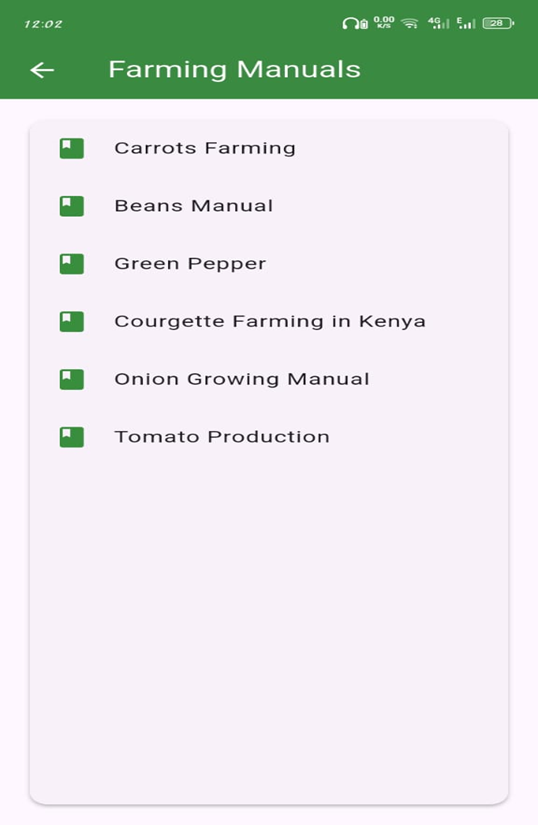 12:02 0.00 K/S 4G E 28
Farming Manuals
Carrots Farming
Beans Manual
Green Pepper
Courgette Farming in Kenya
Onion Growing Manual
Tomato Production